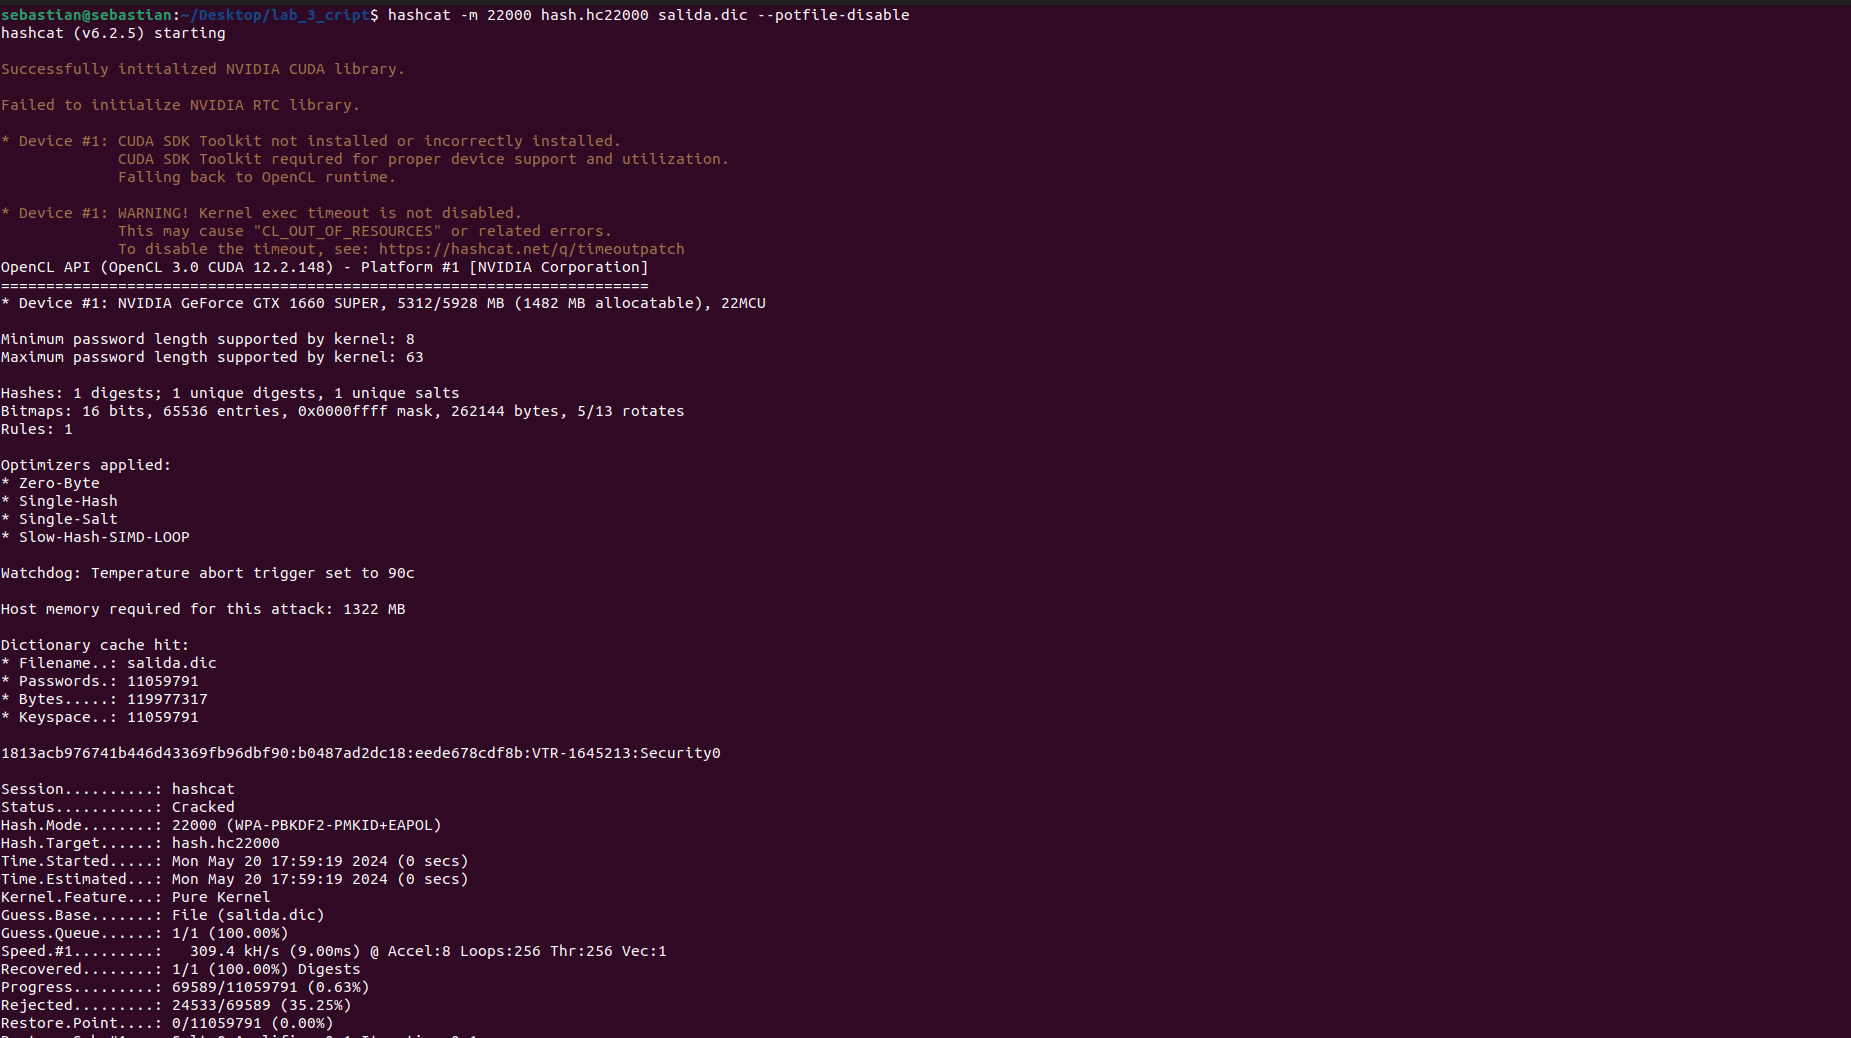 sebastian@sebastian:~/Desktop/lab_3_cript$ hashcat -m 22000 hash.hc22000 salida.dic --potfile-disable
hashcat (v6.2.5) starting
Successfully initialized NVIDIA CUDA library.
Failed to initialize NVIDIA RTC library.
* Device #1: CUDA SDK Toolkit not installed or incorrectly installed.
CUDA SDK Toolkit required for proper device support and utilization.
Falling back to OpenCL runtime.
* Device #1: WARNING! Kernel exec timeout is not disabled.
This may cause "CL_OUT_OF_RESOURCES" or related errors.
To disable the timeout, see: https://hashcat.net/q/timeoutpatch
OpenCL API (OpenCL 3.0 CUDA 12.2.148) - Platform #1 [NVIDIA Corporation]
========================================================================
* Device #1: NVIDIA GeForce GTX 1660 SUPER, 5312/5928 MB (1482 MB allocatable), 22MCU
Minimum password length supported by kernel: 8
Maximum password length supported by kernel: 63
Hashes: 1 digests; 1 unique digests, 1 unique salts
Bitmaps: 16 bits, 65536 entries, 0x0000ffff mask, 262144 bytes, 5/13 rotates
Rules: 1
Optimizers applied:
* Zero-Byte
* Single-Hash
* Single-Salt
* Slow-Hash-SIMD-LOOP
Watchdog: Temperature abort trigger set to 90c
Host memory required for this attack: 1322 MB
Dictionary cache hit:
* Filename..: salida.dic
* Passwords.: 11059791
* Bytes.....: 119977317
* Keyspace..: 11059791
1813acb976741b446d43369fb96dbf90:b0487ad2dc18:eede678cdf8b:VTR-1645213:Security0
Session..........: hashcat
Status...........: Cracked
Hash.Mode........: 22000 (WPA-PBKDF2-PMKID+EAPOL)
Hash.Target......: hash.hc22000
Time.Started.....: Mon May 20 17:59:19 2024 (0 secs)
Time.Estimated...: Mon May 20 17:59:19 2024 (0 secs)
Kernel.Feature...: Pure Kernel
Guess.Base.......: File (salida.dic)
Guess.Queue......: 1/1 (100.00%)
Speed.#1.........:   309.4 kH/s (9.00ms) @ Accel:8 Loops:256 Thr:256 Vec:1
Recovered........: 1/1 (100.00%) Digests
Progress.........: 69589/11059791 (0.63%)
Rejected.........: 24533/69589 (35.25%)
Restore.Point....: 0/11059791 (0.00%)